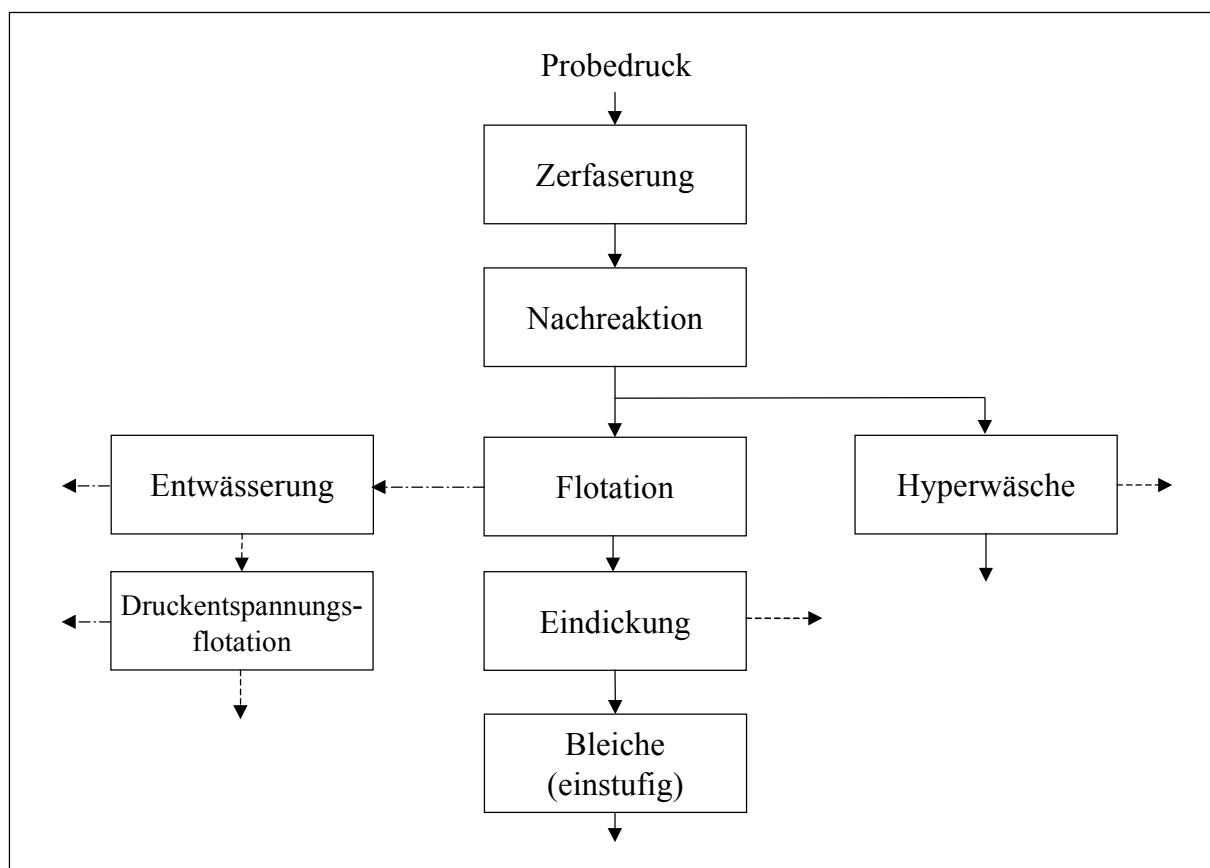 Probedruck
Zerfaserung
Nachreaktion
Entwässerung
Flotation
Hyperwäsche
Druckentspannungs-
flotation
Eindickung
Bleiche
(einstufig)